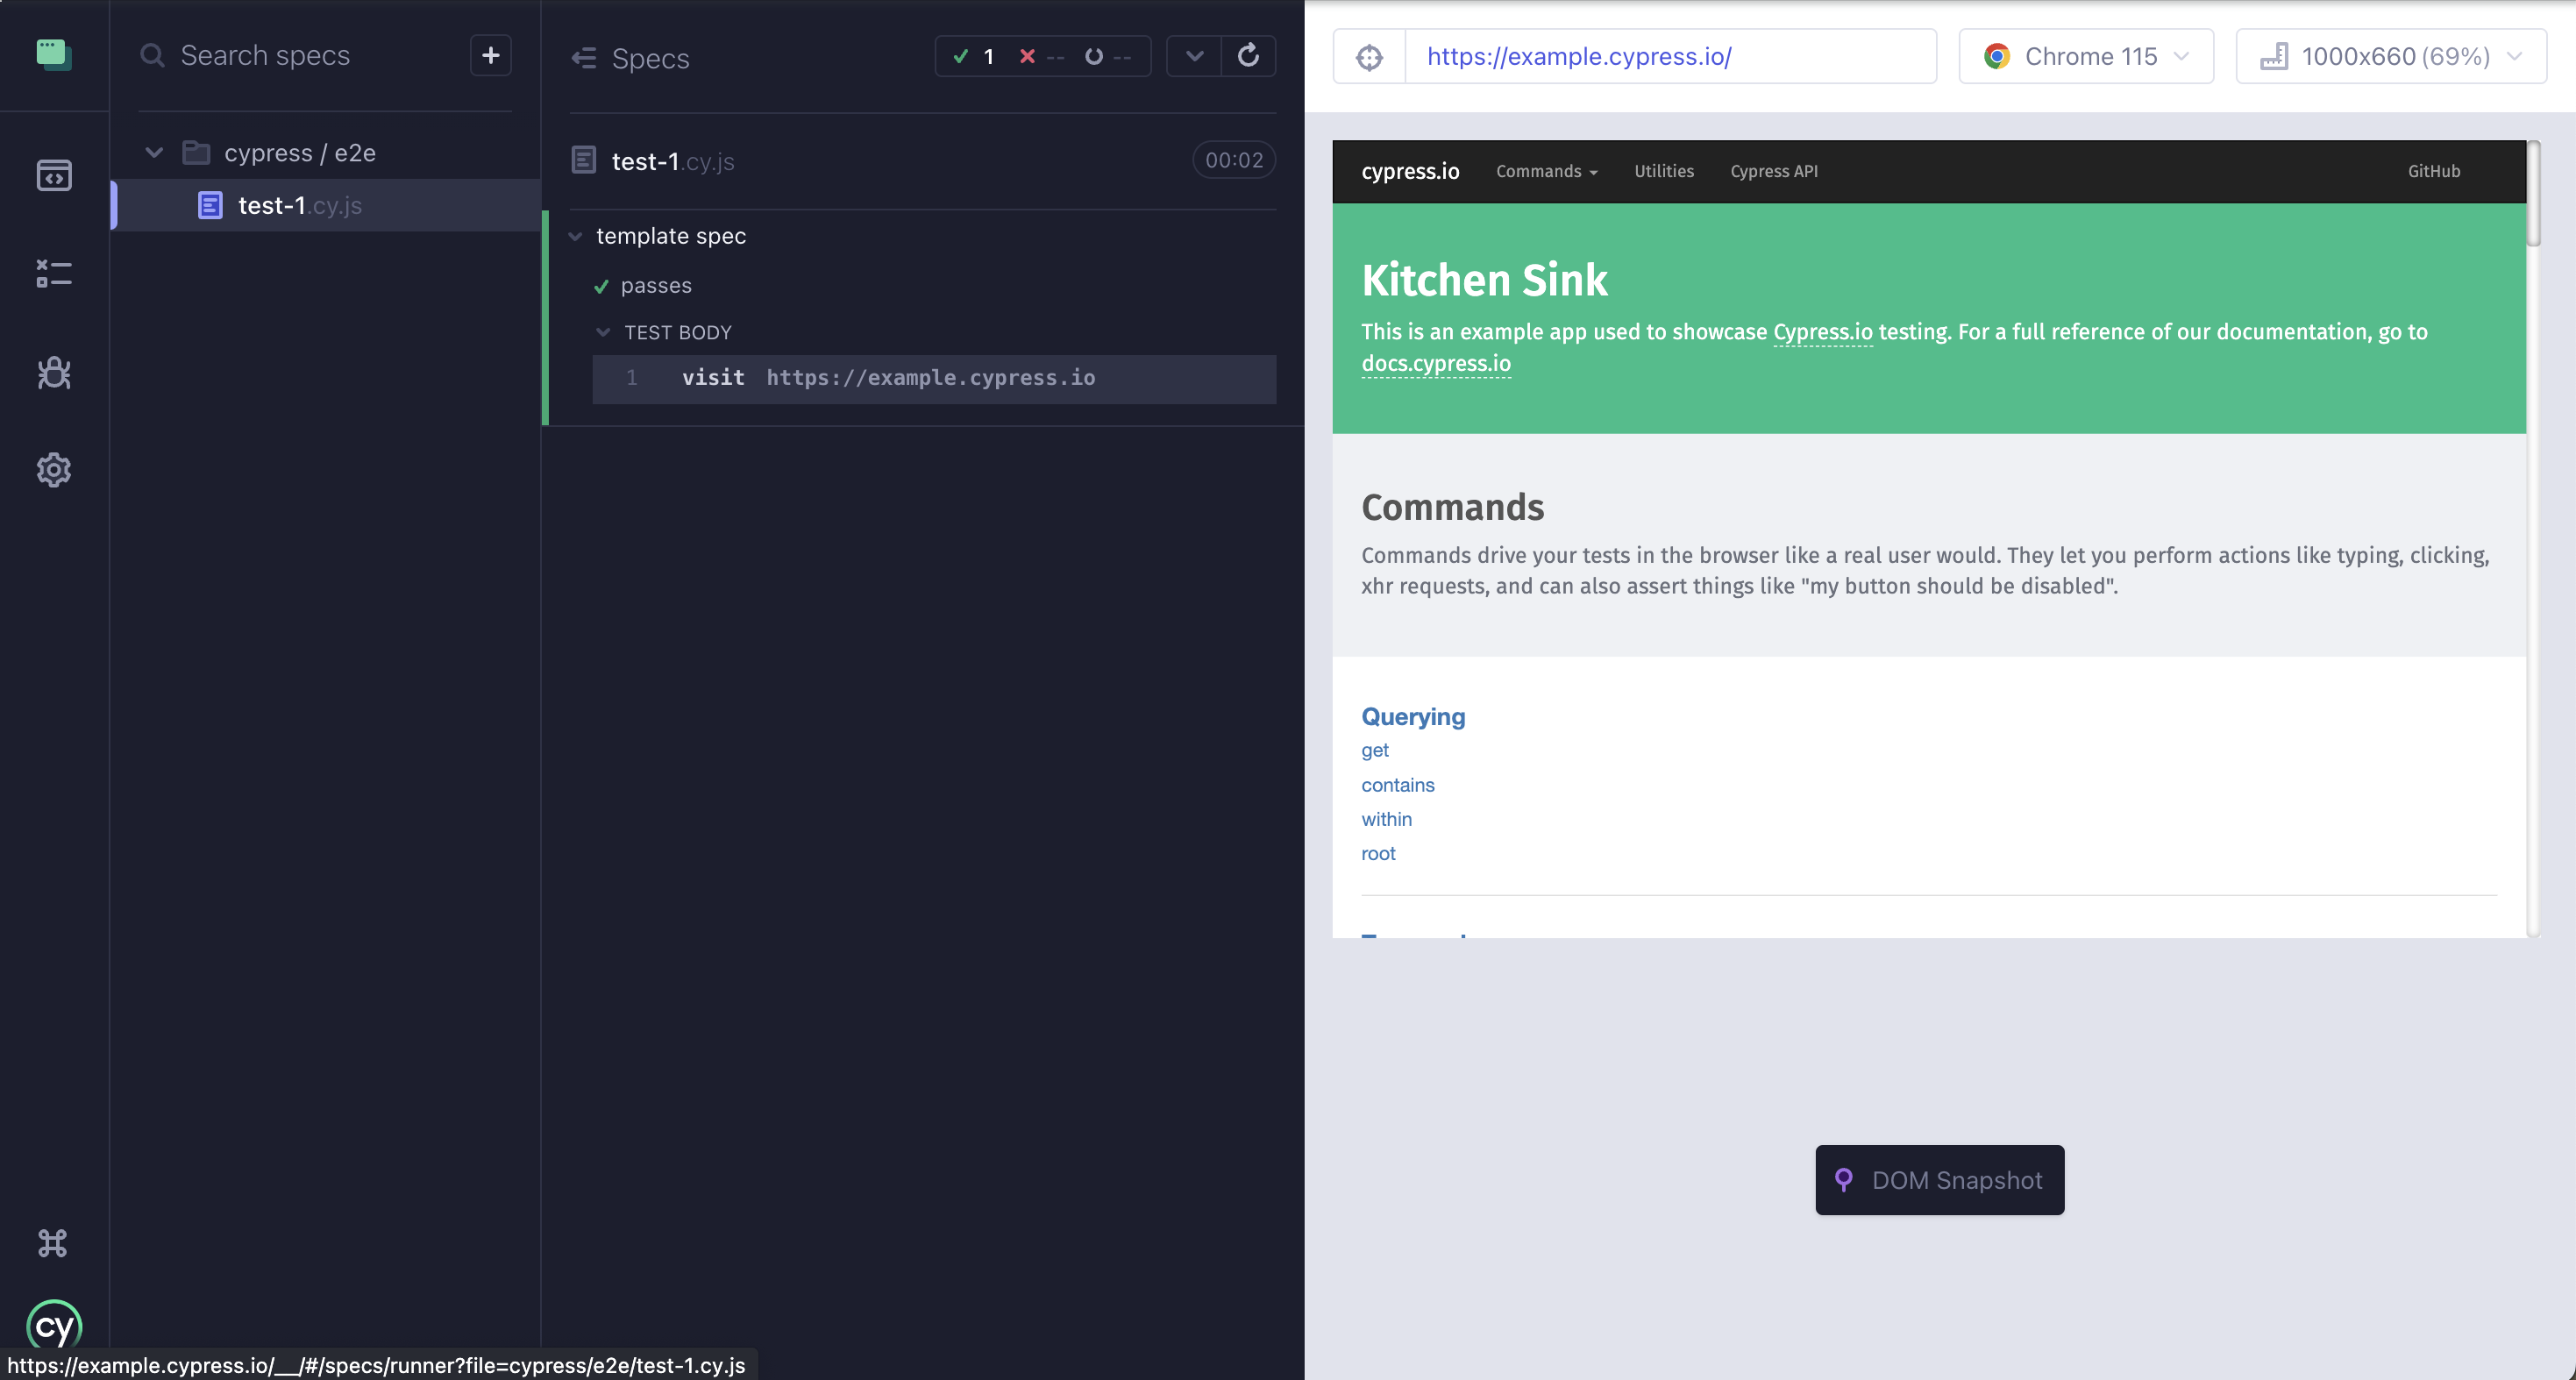 Search specs
+
cypress / e2e
test-1.cy.js
cy
Specs
1 -- --
test-1.cy.js
00:02
template spec
passes
TEST BODY
1 visit https://example.cypress.io
https://example.cypress.io/__/#/specs/runner?file=cypress/e2e/test-1.cy.js
https://example.cypress.io/
Chrome 115
1000x660 (69%)
cypress.io Commands Utilities Cypress API GitHub
Kitchen Sink
This is an example app used to showcase Cypress.io testing. For a full reference of our documentation, go to
docs.cypress.io
Commands
Commands drive your tests in the browser like a real user would. They let you perform actions like typing, clicking,
xhr requests, and can also assert things like "my button should be disabled".
Querying
get
contains
within
root
DOM Snapshot